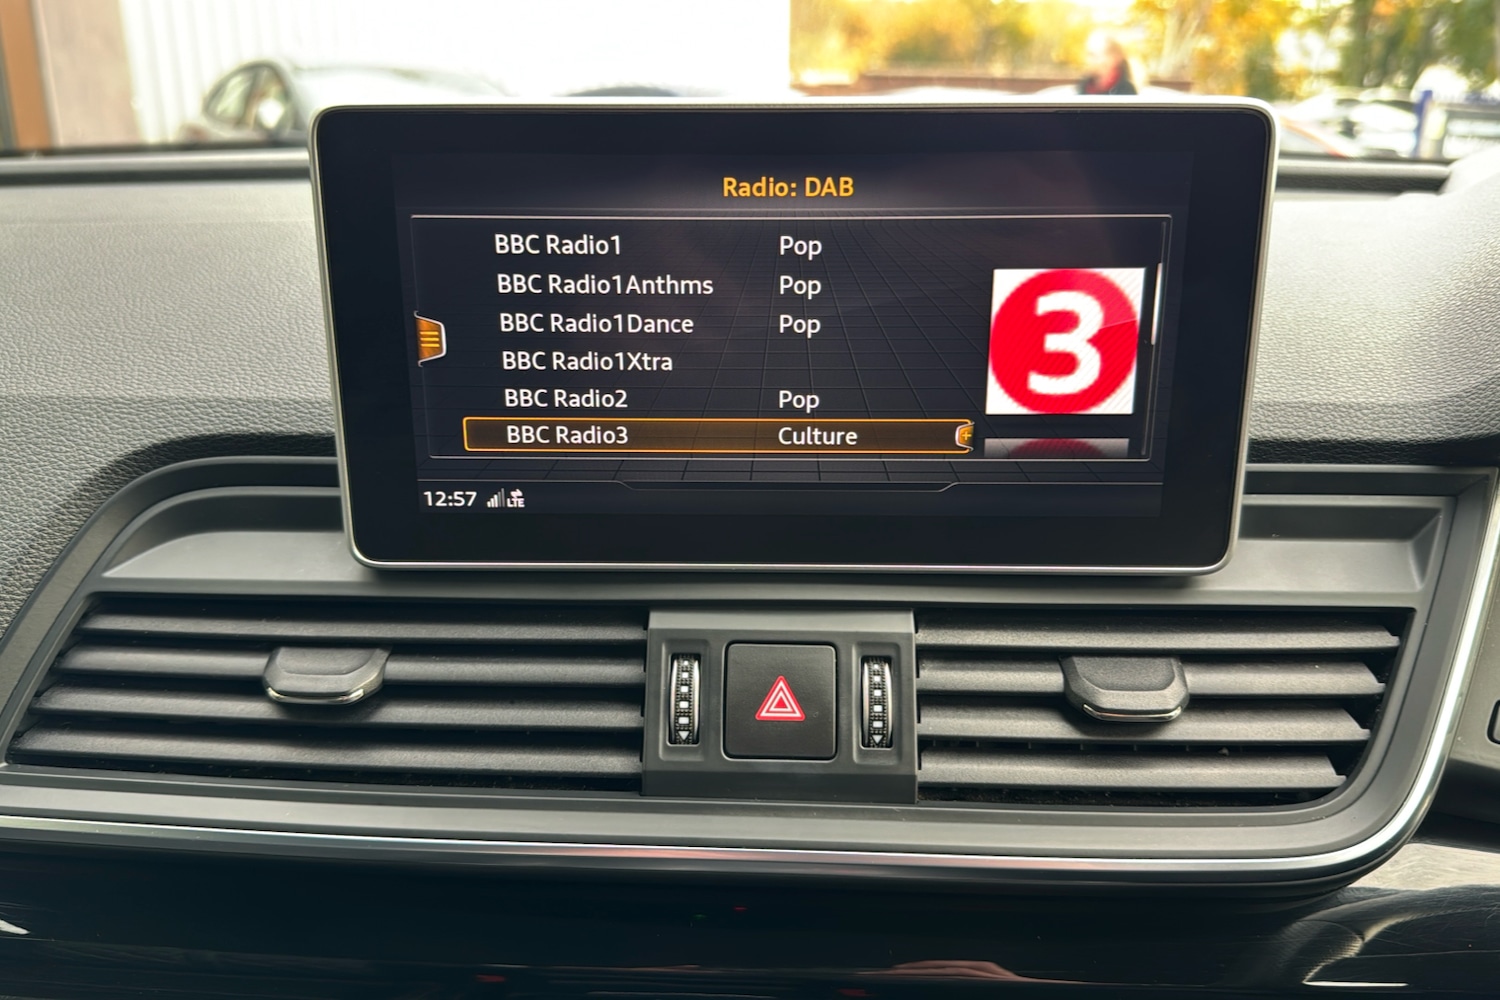 Radio: DAB
BBC Radio1 Pop
BBC Radio1Anthms Pop
BBC Radio1Dance Pop
BBC Radio1Xtra
BBC Radio2 Pop
BBC Radio3 Culture
3
12:57 LTE